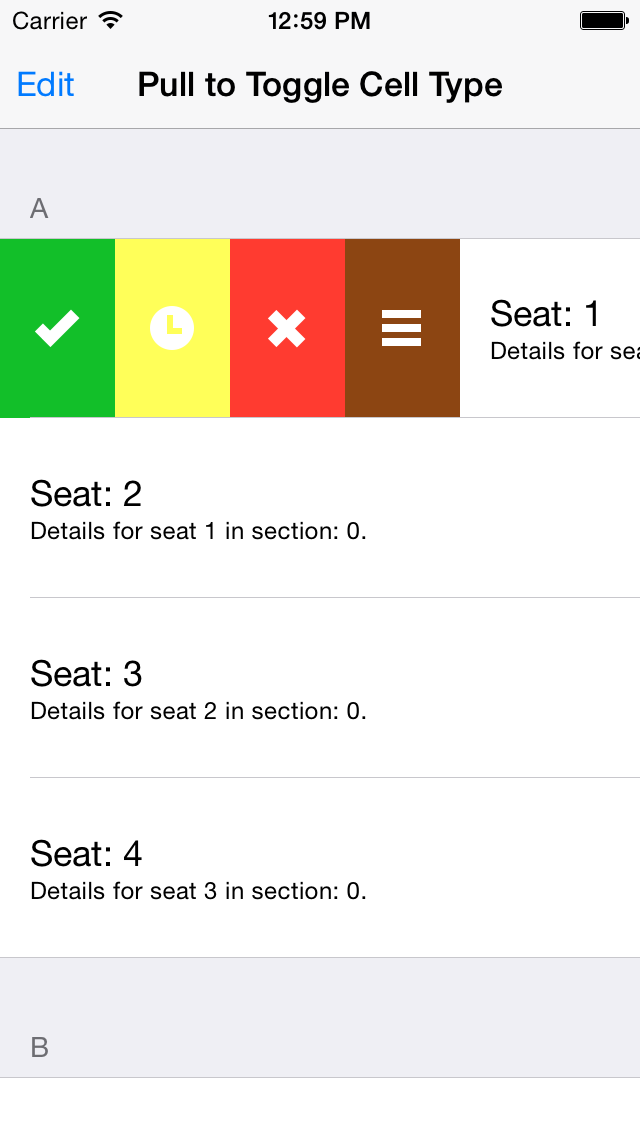 Carrier 12:59 PM
Edit Pull to Toggle Cell Type
A
Seat: 1
Details for sea
Seat: 2
Details for seat 1 in section: 0.
Seat: 3
Details for seat 2 in section: 0.
Seat: 4
Details for seat 3 in section: 0.
B